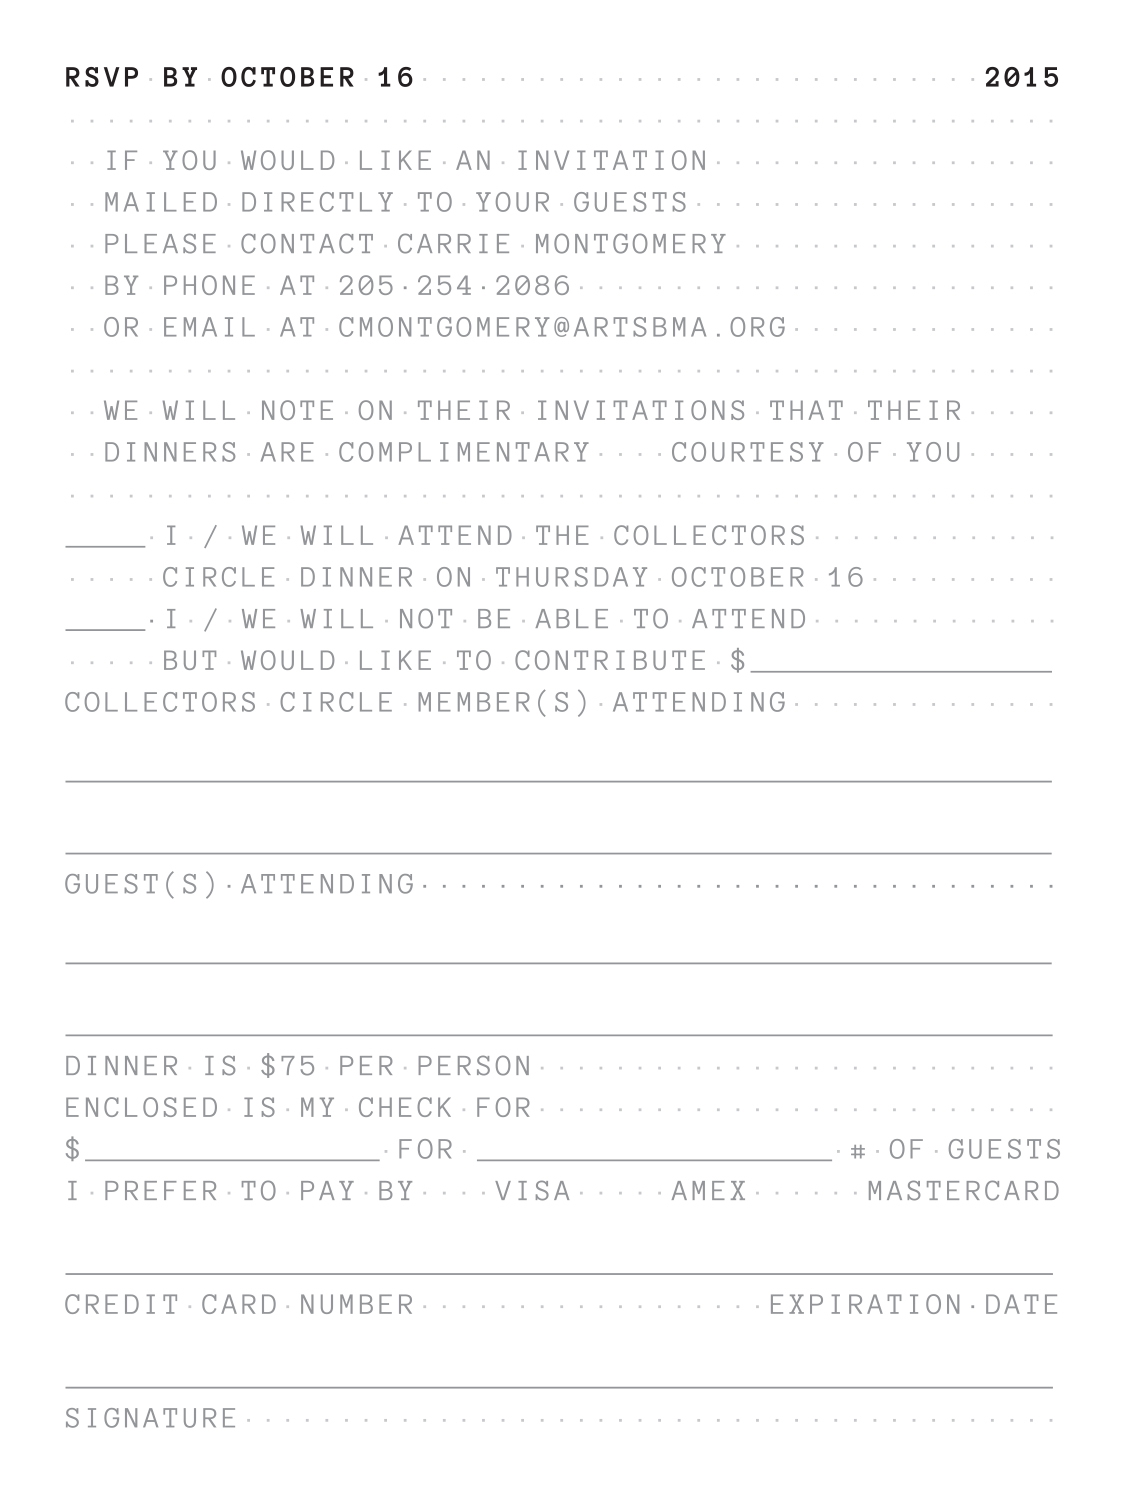 RSVP BY OCTOBER 16 2015
IF YOU WOULD LIKE AN INVITATION
MAILED DIRECTLY TO YOUR GUESTS
PLEASE CONTACT CARRIE MONTGOMERY
BY PHONE AT 205·254·2086
OR EMAIL AT CMONTGOMERY@ARTSBMA.ORG
WE WILL NOTE ON THEIR INVITATIONS THAT THEIR
DINNERS ARE COMPLIMENTARY COURTESY OF YOU
_____ I / WE WILL ATTEND THE COLLECTORS
CIRCLE DINNER ON THURSDAY OCTOBER 16
_____ I / WE WILL NOT BE ABLE TO ATTEND
BUT WOULD LIKE TO CONTRIBUTE $_______________
COLLECTORS CIRCLE MEMBER(S) ATTENDING
GUEST(S) ATTENDING
DINNER IS $75 PER PERSON
ENCLOSED IS MY CHECK FOR
$_______________ FOR __________________ # OF GUESTS
I PREFER TO PAY BY VISA AMEX MASTERCARD
CREDIT CARD NUMBER EXPIRATION DATE
SIGNATURE